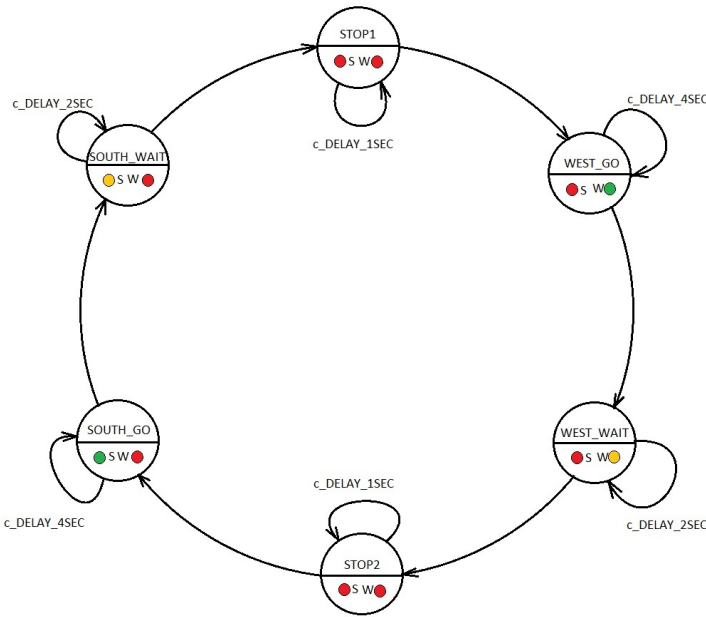 STOP1
S W
c_DELAY_1SEC
c_DELAY_2SEC
SOUTH_WAIT
S W
c_DELAY_4SEC
WEST_GO
S W
SOUTH_GO
S W
c_DELAY_4SEC
WEST_WAIT
S W
c_DELAY_2SEC
c_DELAY_1SEC
STOP2
S W